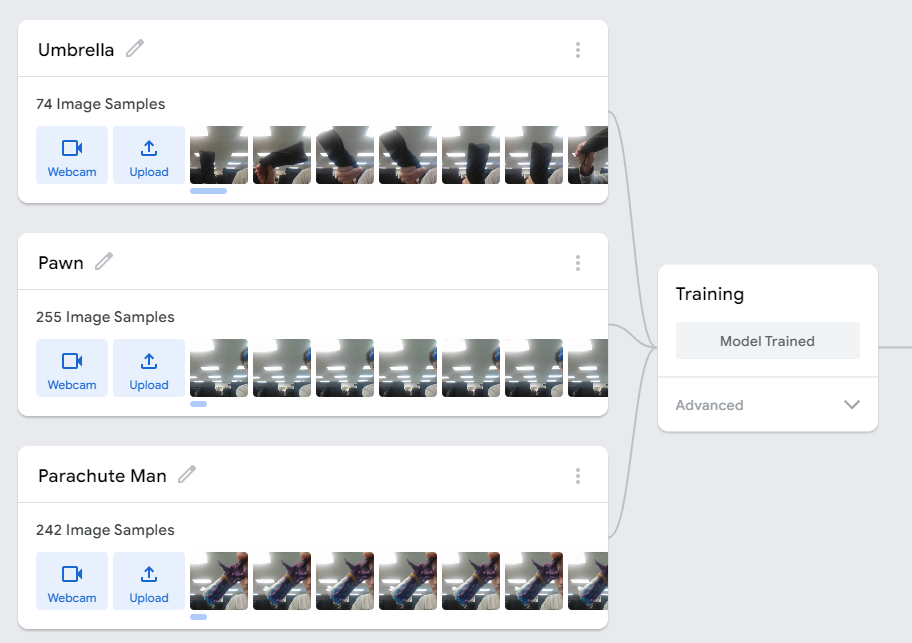 Umbrella
74 Image Samples
Webcam
Upload
Pawn
255 Image Samples
Webcam
Upload
Parachute Man
242 Image Samples
Webcam
Upload
Training
Model Trained
Advanced